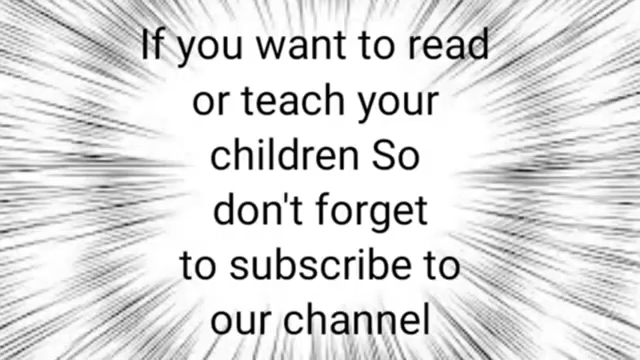 If you want to read
or teach your
children So
don't forget
to subscribe to
our channel